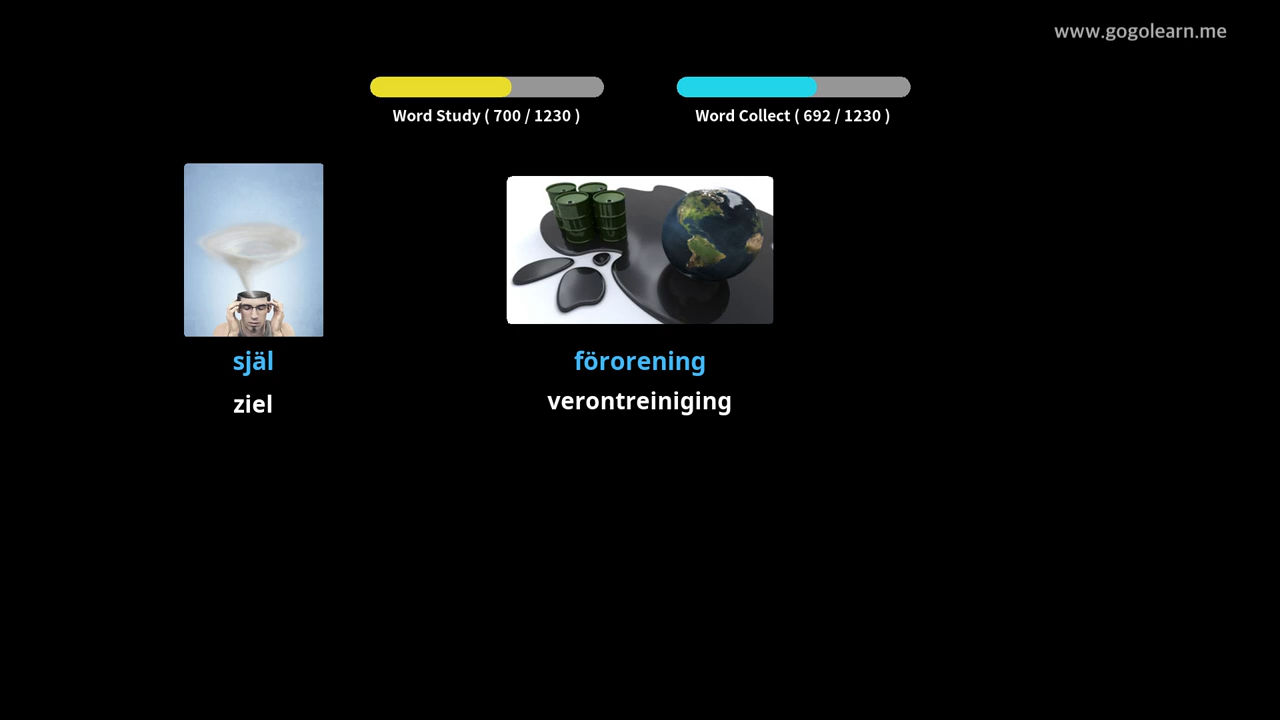 www.gogolearn.me
Word Study ( 700 / 1230 )
Word Collect ( 692 / 1230 )
själ
ziel
förorening
verontreiniging